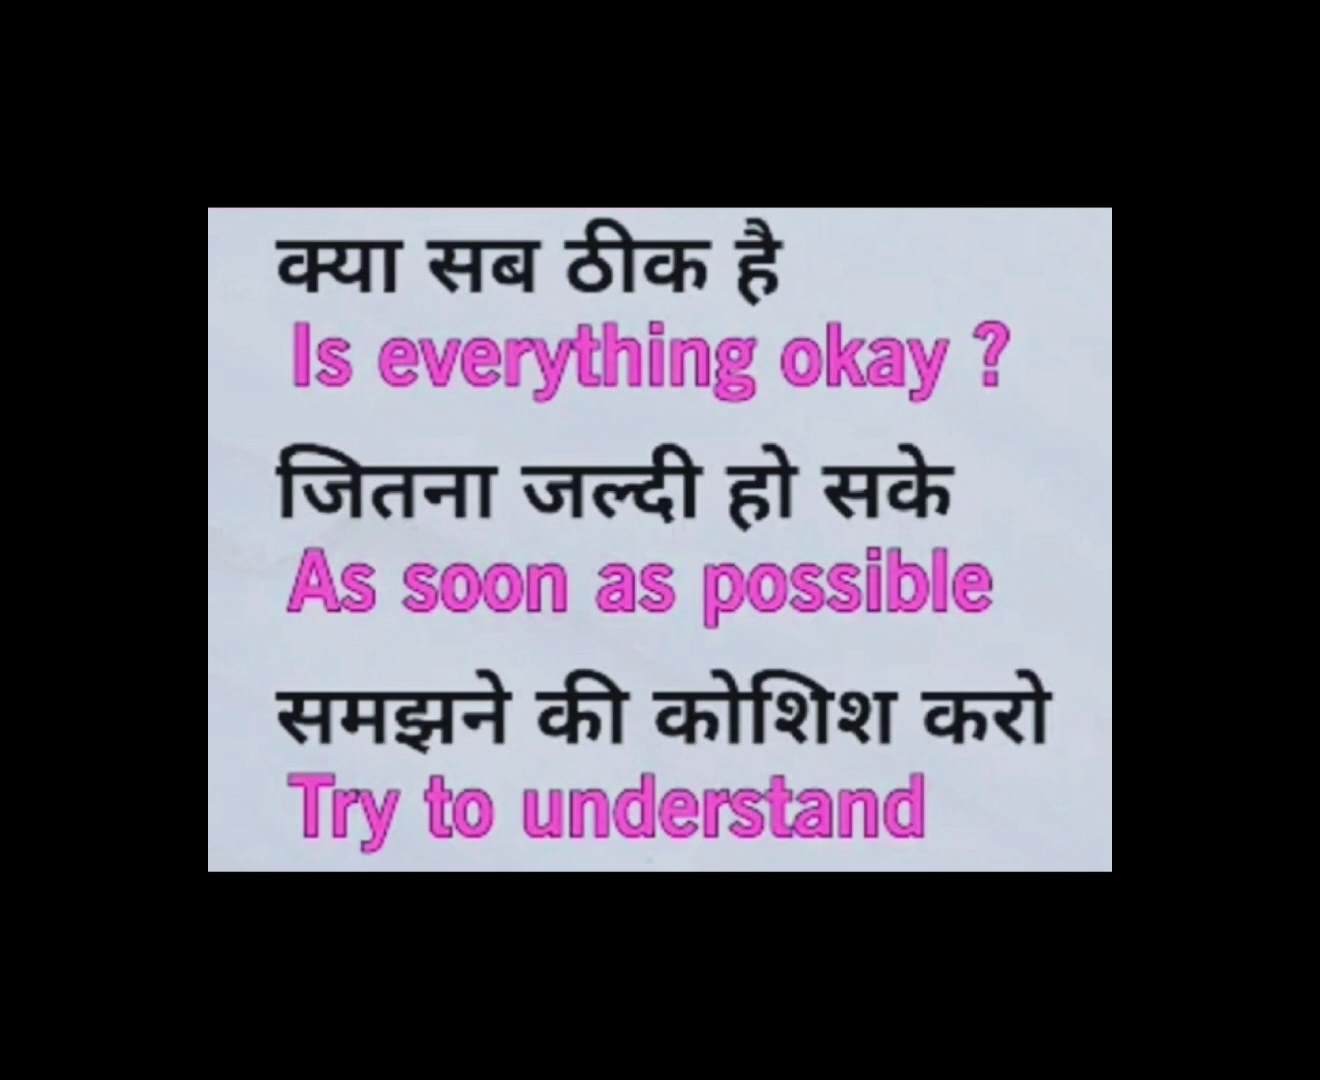 क्या सब ठीक है
Is everything okay ?
जितना जल्दी हो सके
As soon as possible
समझने की कोशिश करो
Try to understand